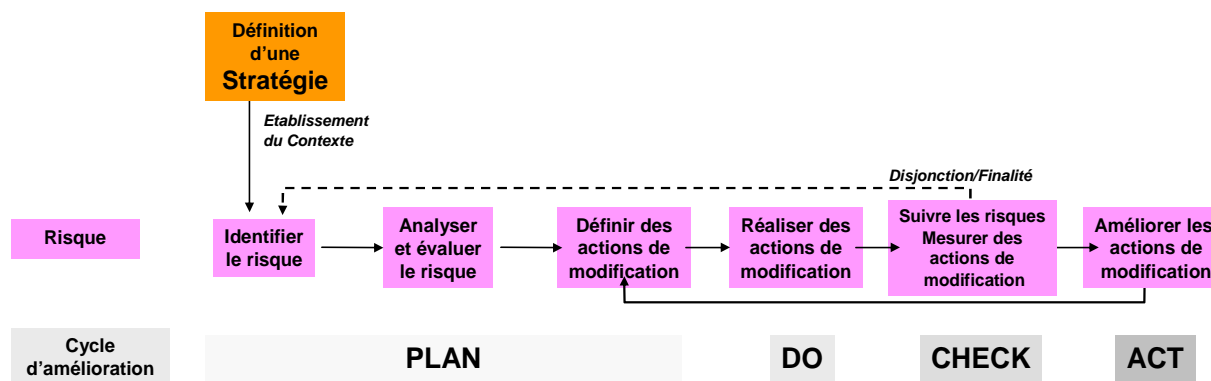 Définition
d'une
Stratégie
Etablissement
du Contexte
Disjonction/Finalité
Risque
Identifier
le risque
Analyser
et évaluer
le risque
Définir des
actions de
modification
Réaliser des
actions de
modification
Suivre les risques
Mesurer des
actions de
modification
Améliorer les
actions de
modification
Cycle
d'amélioration
PLAN
DO
CHECK
ACT